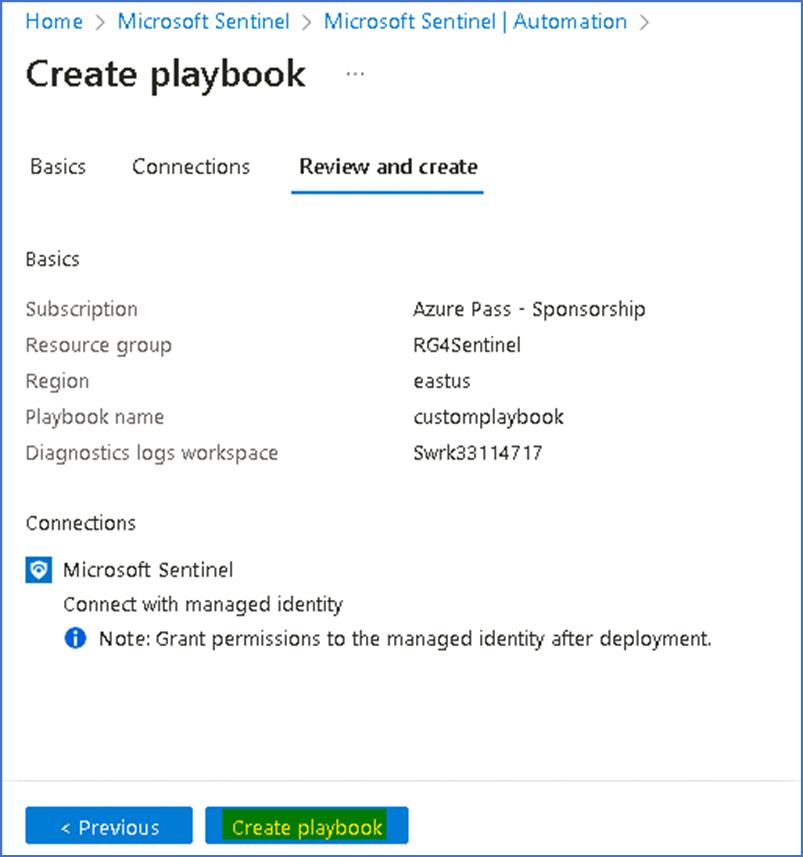 Home > Microsoft Sentinel > Microsoft Sentinel | Automation >
Create playbook ...
Basics Connections Review and create
Basics
Subscription Azure Pass - Sponsorship
Resource group RG4Sentinel
Region eastus
Playbook name customplaybook
Diagnostics logs workspace Swrk33114717
Connections
Microsoft Sentinel
Connect with managed identity
Note: Grant permissions to the managed identity after deployment.
< Previous Create playbook